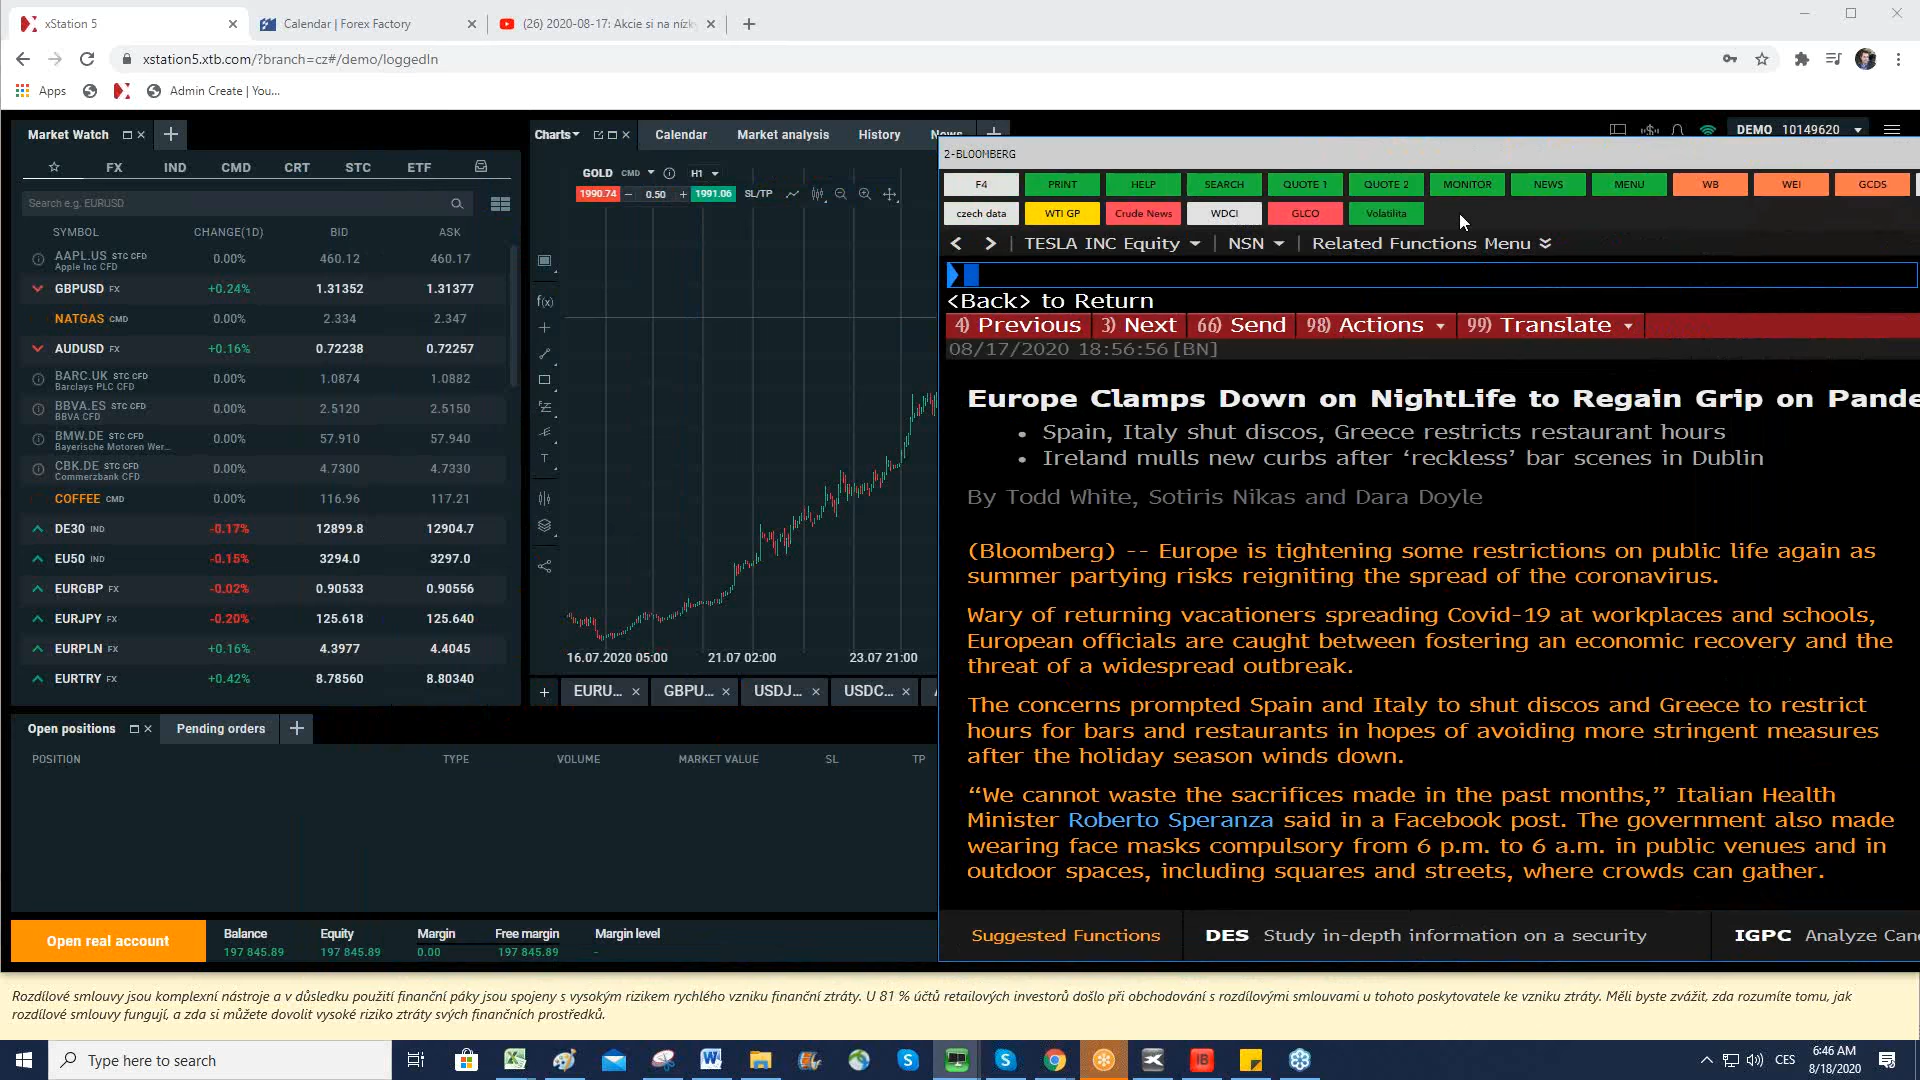 xStation 5
Calendar | Forex Factory
(26) 2020-08-17: Akcie si na nízk
xstation5.xtb.com/?branch=cz#/demo/loggedIn
Apps
Admin Create | You...
Market Watch
Charts
Calendar
Market analysis
History
News
DEMO 10149620
FX IND CMD CRT STC ETF
Search e.g. EURUSD
SYMBOL CHANGE(1D) BID ASK
AAPL.US STC CFD 0.00% 460.12 460.17
Apple Inc CFD
GBPUSD FX +0.24% 1.31352 1.31377
NATGAS CMD 0.00% 2.334 2.347
AUDUSD FX +0.16% 0.72238 0.72257
BARC.UK STC CFD 0.00% 1.0874 1.0882
Barclays PLC CFD
BBVA.ES STC CFD 0.00% 2.5120 2.5150
BBVA CFD
BMW.DE STC CFD 0.00% 57.910 57.940
Bayerische Motoren Wer...
CBK.DE STC CFD 0.00% 4.7300 4.7330
Commerzbank CFD
COFFEE CMD 0.00% 116.96 117.21
DE30 IND -0.17% 12899.8 12904.7
EU50 IND -0.15% 3294.0 3297.0
EURGBP FX -0.02% 0.90533 0.90556
EURJPY FX -0.20% 125.618 125.640
EURPLN FX +0.16% 4.3977 4.4045
EURTRY FX +0.42% 8.78560 8.80340
GOLD CMD H1
1990.74 − 0.50 + 1991.06 SL/TP
f(x)
T
16.07.2020 05:00 21.07 02:00 23.07 21:00
EURU... GBPU... USDJ... USDC...
Open positions
Pending orders
POSITION TYPE VOLUME MARKET VALUE SL TP
Open real account
Balance Equity Margin Free margin Margin level
197 845.89 197 845.89 0.00 197 845.89 -
2-BLOOMBERG
F4 PRINT HELP SEARCH QUOTE 1 QUOTE 2 MONITOR NEWS MENU WB WEI GCDS
czech data WTI GP Crude News WDCI GLCO Volatilita
< > TESLA INC Equity NSN Related Functions Menu
<Back> to Return
4) Previous 3) Next 66) Send 98) Actions 99) Translate
08/17/2020 18:56:56 [BN]
Europe Clamps Down on NightLife to Regain Grip on Pande
• Spain, Italy shut discos, Greece restricts restaurant hours
• Ireland mulls new curbs after ‘reckless’ bar scenes in Dublin
By Todd White, Sotiris Nikas and Dara Doyle
(Bloomberg) -- Europe is tightening some restrictions on public life again as
summer partying risks reigniting the spread of the coronavirus.
Wary of returning vacationers spreading Covid-19 at workplaces and schools,
European officials are caught between fostering an economic recovery and the
threat of a widespread outbreak.
The concerns prompted Spain and Italy to shut discos and Greece to restrict
hours for bars and restaurants in hopes of avoiding more stringent measures
after the holiday season winds down.
“We cannot waste the sacrifices made in the past months,” Italian Health
Minister Roberto Speranza said in a Facebook post. The government also made
wearing face masks compulsory from 6 p.m. to 6 a.m. in public venues and in
outdoor spaces, including squares and streets, where crowds can gather.
Suggested Functions DES Study in-depth information on a security IGPC Analyze Can
Rozdílové smlouvy jsou komplexní nástroje a v důsledku použití finanční páky jsou spojeny s vysokým rizikem rychlého vzniku finanční ztráty. U 81 % účtů retailových investorů došlo při obchodování s rozdílovými smlouvami u tohoto poskytovatele ke vzniku ztráty. Měli byste zvážit, zda rozumíte tomu, jak
rozdílové smlouvy fungují, a zda si můžete dovolit vysoké riziko ztráty svých finančních prostředků.
Type here to search
CES
6:46 AM
8/18/2020